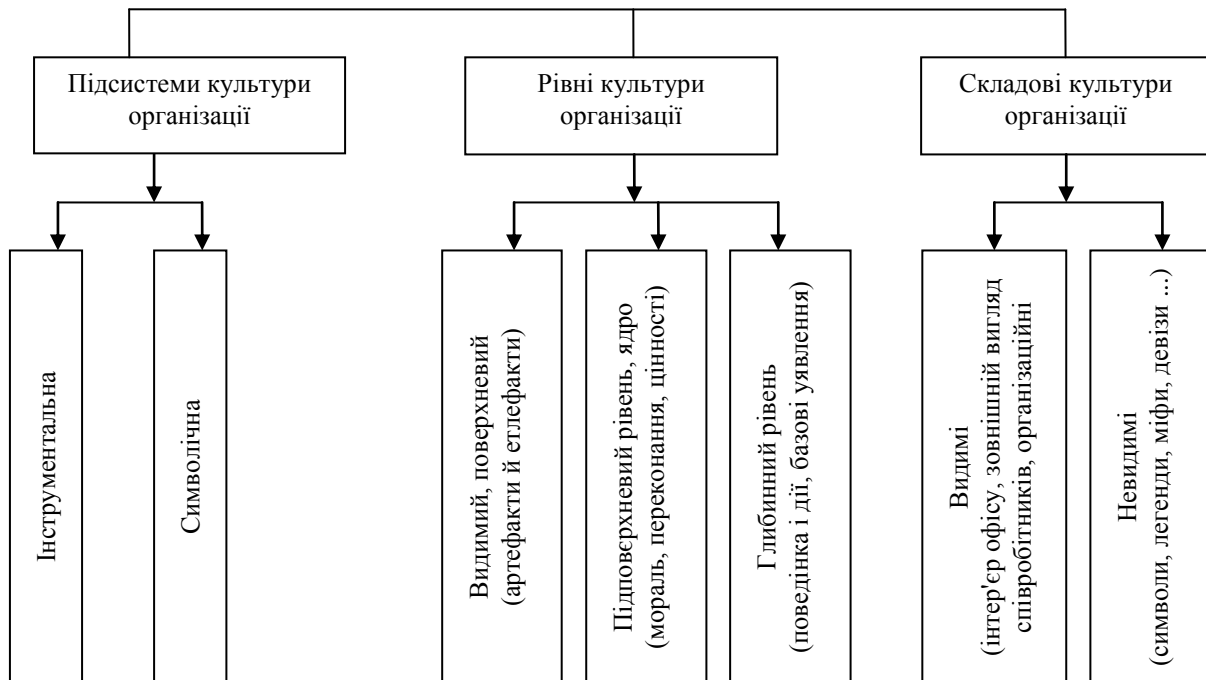 Підсистеми культури
організації
Рівні культури
організації
Складові культури
організації
Інструментальна
Символічна
Видимий, поверхневий
(артефакти й етлефакти)
Підповєрхневий рівень, ядро
(мораль, переконання, цінності)
Глибинний рівень
(поведінка і дії, базові уявлення)
Видимі
(інтер'єр офісу, зовнішній вигляд
співробітників, організаційні
Невидимі
(символи, легенди, міфи, девізи ...)